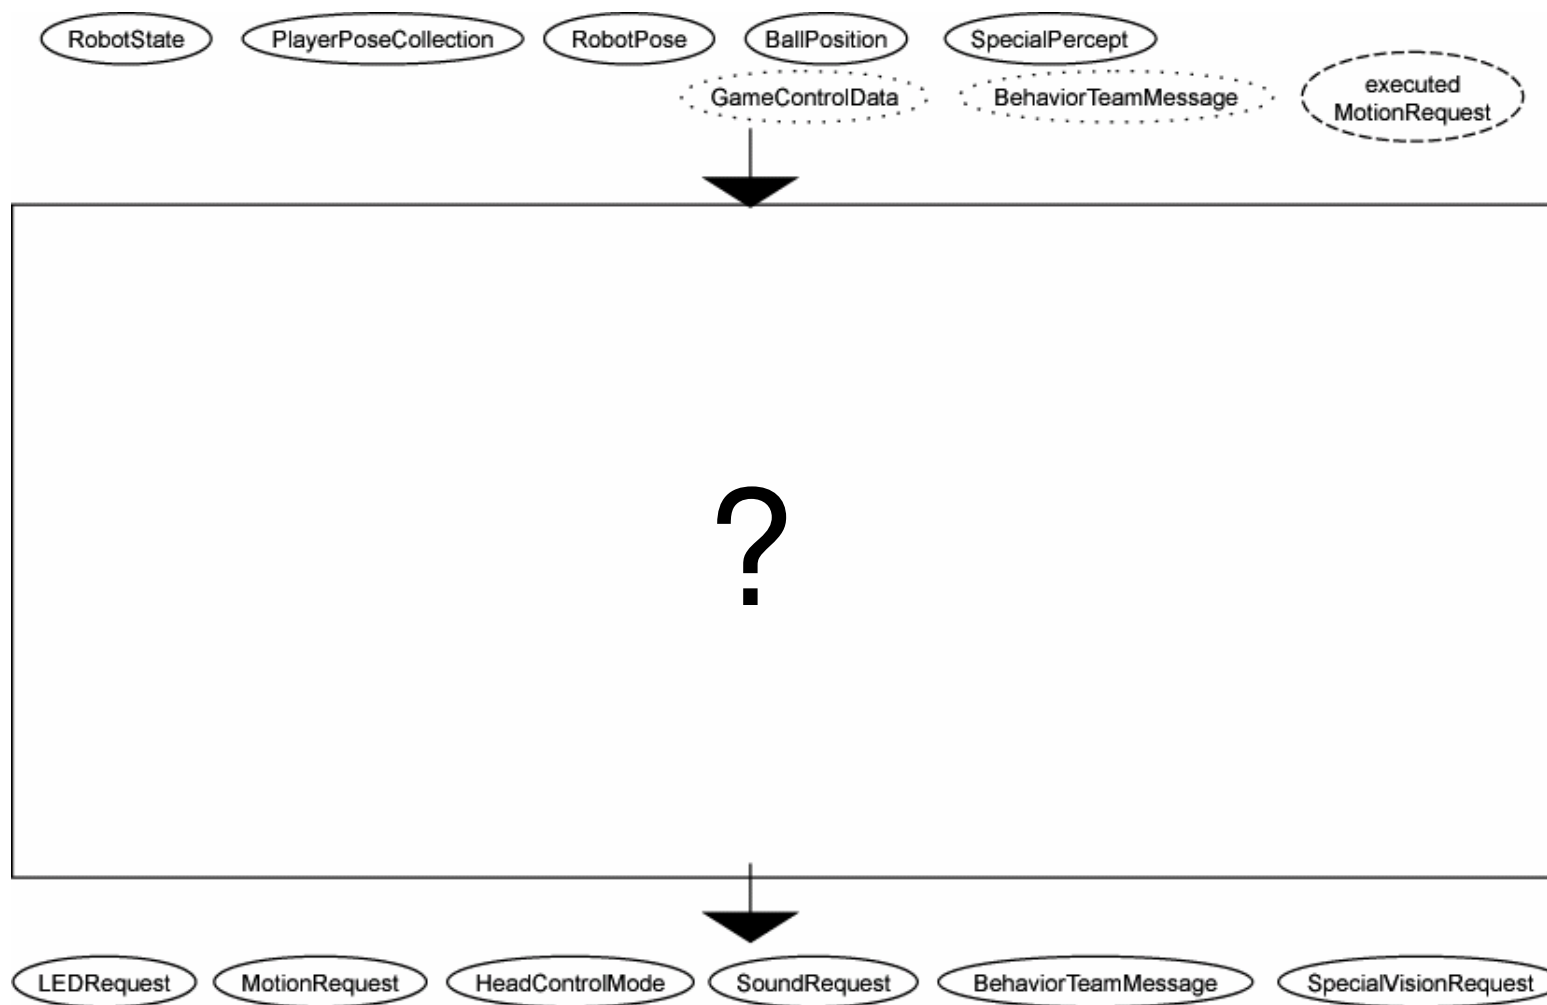 RobotState PlayerPoseCollection RobotPose BallPosition SpecialPercept
GameControlData BehaviorTeamMessage executed
MotionRequest
?
LEDRequest MotionRequest HeadControlMode SoundRequest BehaviorTeamMessage SpecialVisionRequest